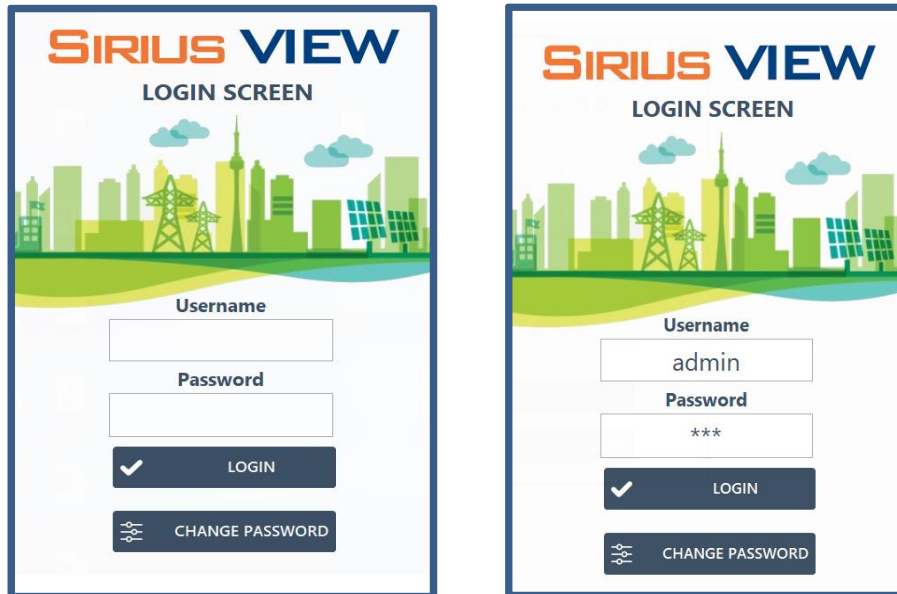 SIRIUS VIEW
LOGIN SCREEN
Username
Password
LOGIN
CHANGE PASSWORD
SIRIUS VIEW
LOGIN SCREEN
Username
admin
Password
***
LOGIN
CHANGE PASSWORD